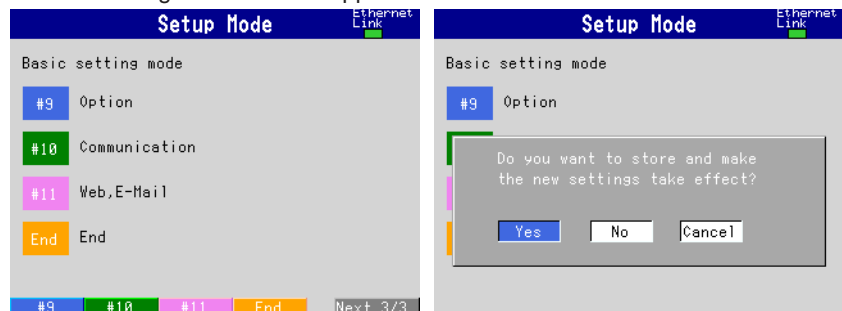 Setup Mode
Ethernet
Link
Basic setting mode
#9 Option
#10 Communication
#11 Web,E-Mail
End End
#9 #10 #11 End Next 3/3
Setup Mode
Ethernet
Link
Basic setting mode
#9 Option
Do you want to store and make
the new settings take effect?
Yes No Cancel